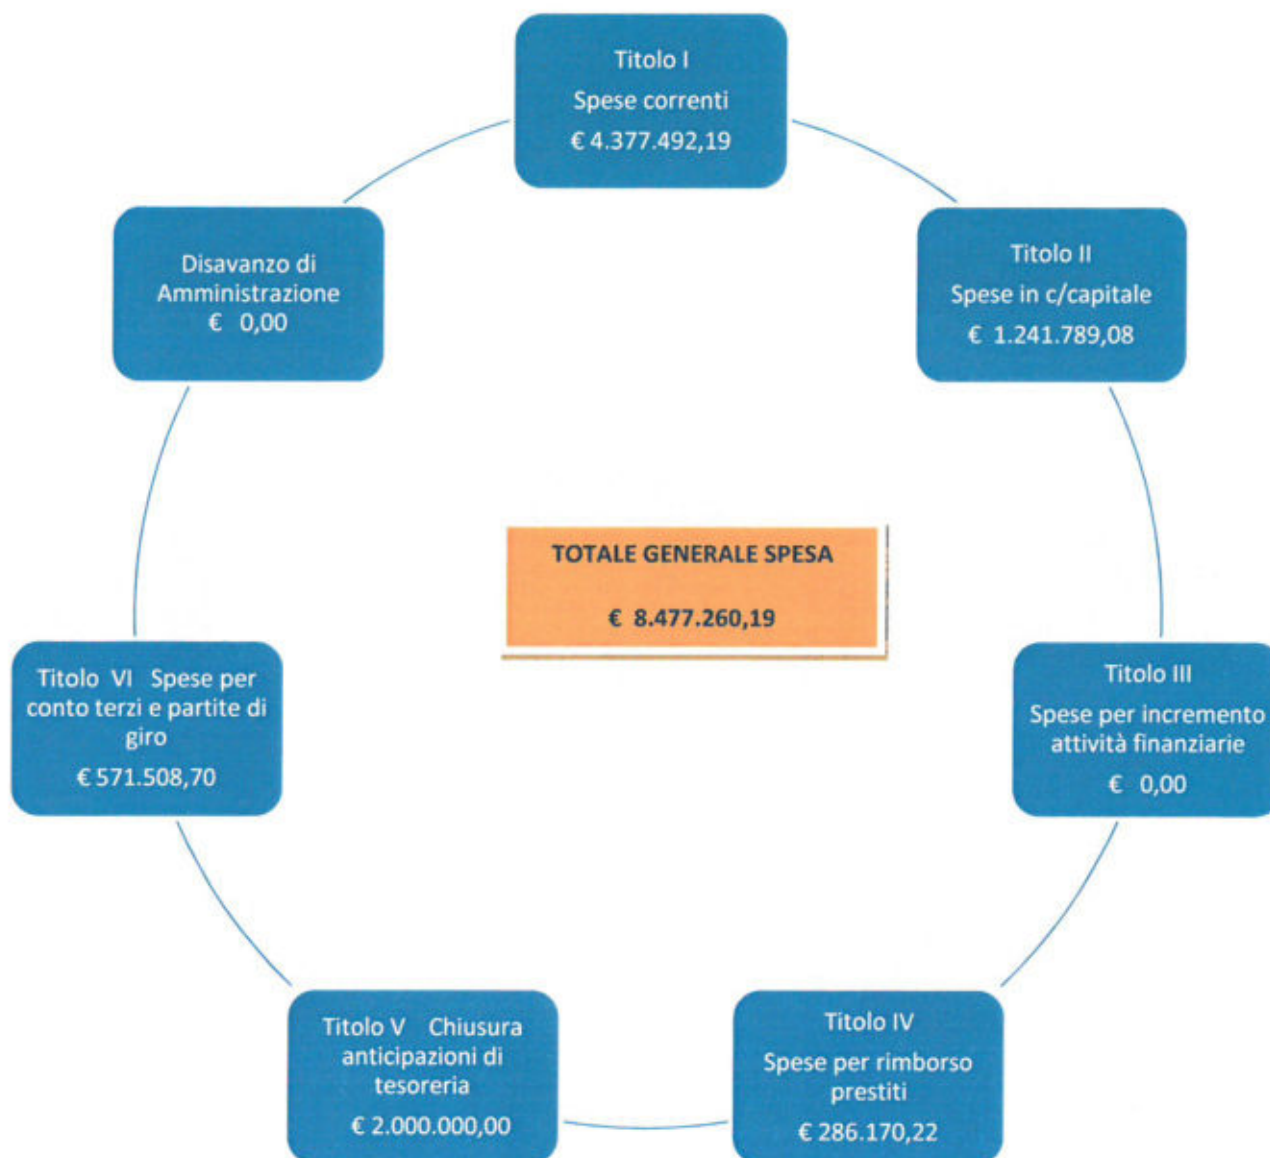 Titolo I
Spese correnti
€ 4.377.492,19
Titolo II
Spese in c/capitale
€ 1.241.789,08
Titolo III
Spese per incremento
attività finanziarie
€ 0,00
Titolo IV
Spese per rimborso
prestiti
€ 286.170,22
Titolo V Chiusura
anticipazioni di
tesoreria
€ 2.000.000,00
Titolo VI Spese per
conto terzi e partite di
giro
€ 571.508,70
Disavanzo di
Amministrazione
€ 0,00
TOTALE GENERALE SPESA
€ 8.477.260,19